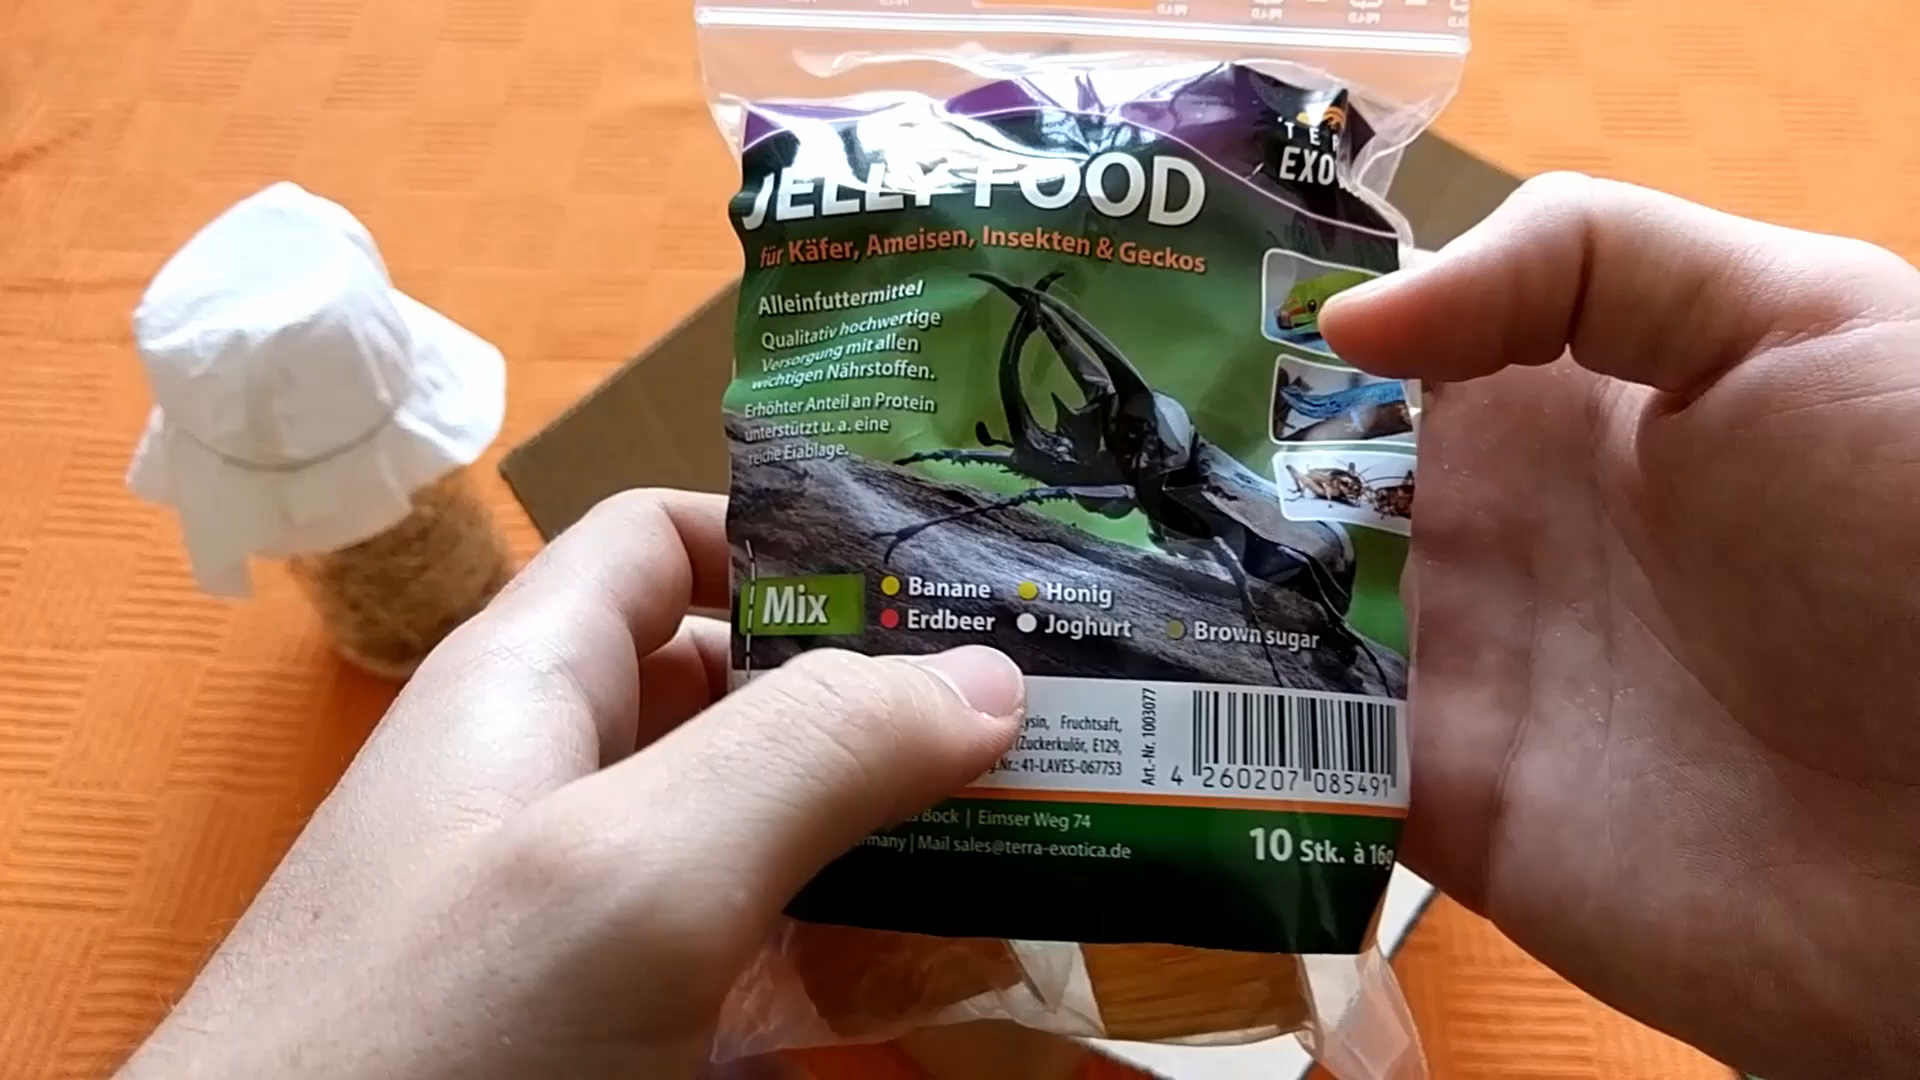 TER
EXO
JELLY FOOD
für Käfer, Ameisen, Insekten & Geckos
Alleinfuttermittel
Qualitativ hochwertige
Versorgung mit allen
wichtigen Nährstoffen.
Erhöhter Anteil an Protein
unterstützt u. a. eine
reiche Eiablage.
Mix
Banane
Honig
Erdbeer
Joghurt
Brown sugar
Fruchtsaft,
(Zuckerkulör, E129,
41-LAVES-067753
Art.-Nr. 1003077
4 260207 085491
Bock | Eimser Weg 74
| Mail sales@terra-exotica.de
10 Stk. à 16g